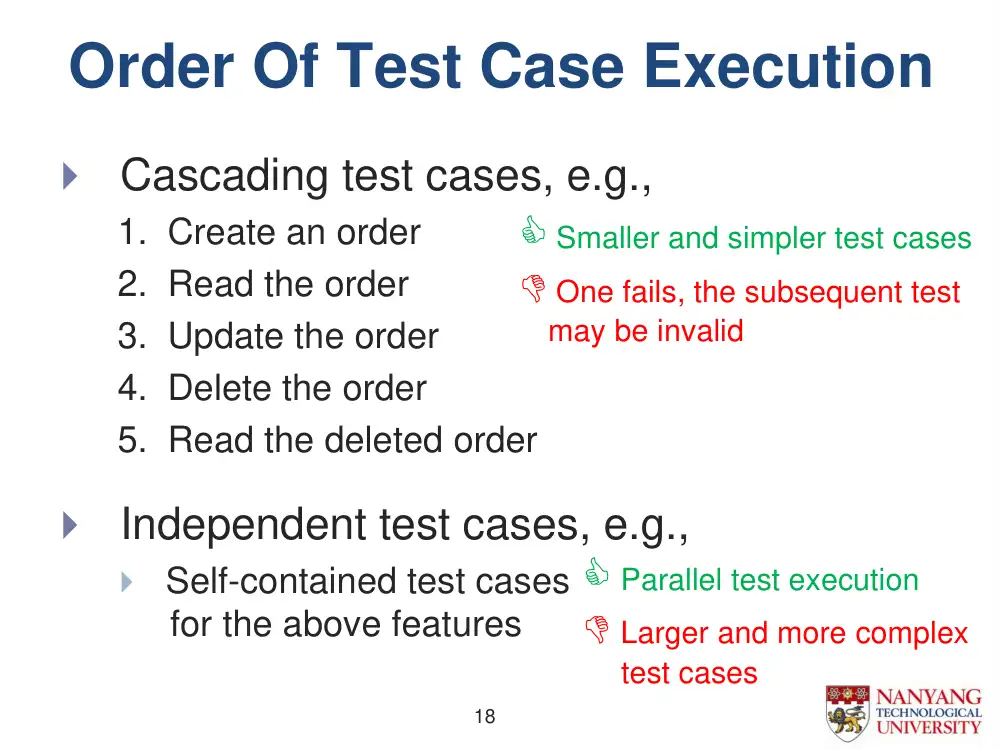 Order Of Test Case Execution
Cascading test cases, e.g.,
1. Create an order
2. Read the order
3. Update the order
4. Delete the order
5. Read the deleted order
Smaller and simpler test cases
One fails, the subsequent test
may be invalid
Independent test cases, e.g.,
Self-contained test cases
for the above features
Parallel test execution
Larger and more complex
test cases
18
NANYANG
TECHNOLOGICAL
UNIVERSITY